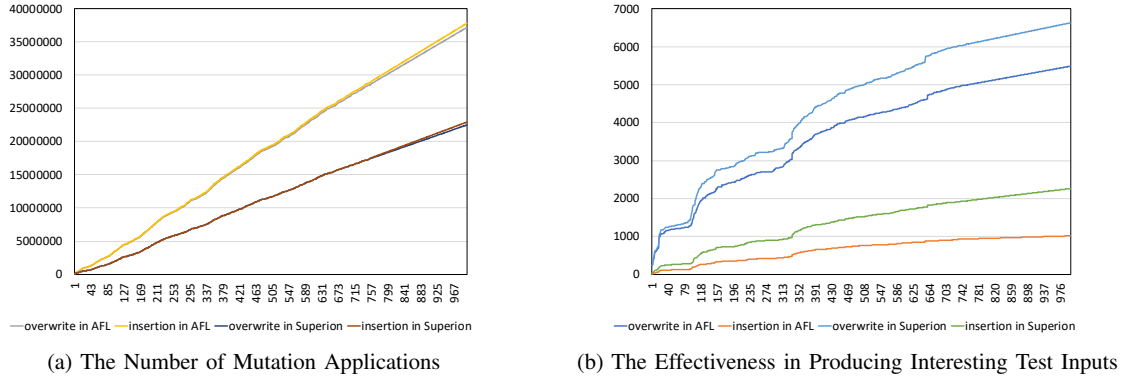 40000000
35000000
30000000
25000000
20000000
15000000
10000000
5000000
0
1 43 85 127 169 211 253 295 337 379 421 463 505 547 589 631 673 715 757 799 841 883 925 967
overwrite in AFL insertion in AFL overwrite in Superion insertion in Superion
(a) The Number of Mutation Applications
7000
6000
5000
4000
3000
2000
1000
0
1 40 79 118 157 196 235 274 313 352 391 430 469 508 547 586 625 664 703 742 781 820 859 898 937 976
overwrite in AFL insertion in AFL overwrite in Superion insertion in Superion
(b) The Effectiveness in Producing Interesting Test Inputs